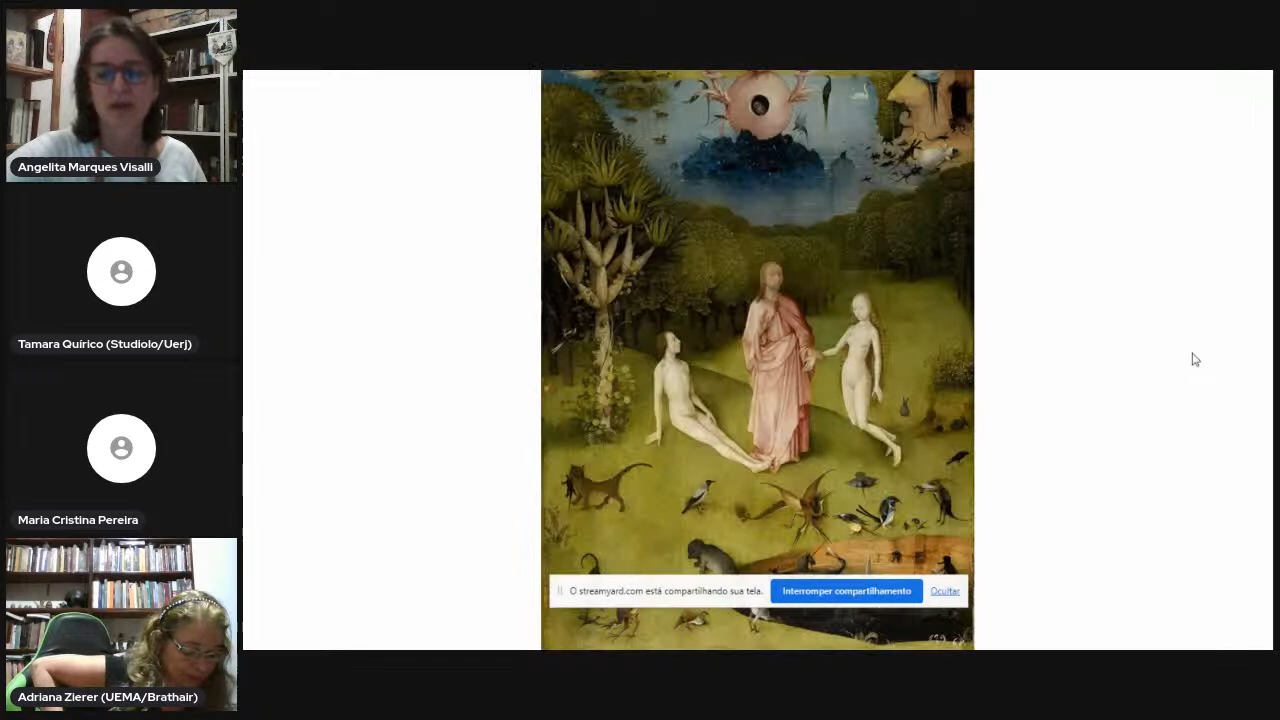 Angelita Marques Visalli
Tamara Quírico (Studiolo/Uerj)
Maria Cristina Pereira
Adriana Zierer (UEMA/Brathair)
O streamyard.com está compartilhando sua tela. Interromper compartilhamento Ocultar